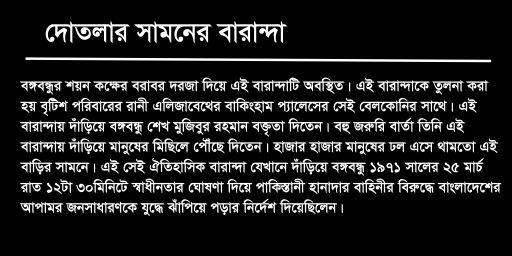 দোতলার সামনের বারান্দা
বঙ্গবন্ধুর শয়ন কক্ষের বরাবর দরজা দিয়ে এই বারান্দাটি অবস্থিত। এই বারান্দাকে তুলনা করা
হয় বৃটিশ পরিবারের রানী এলিজাবেথের বাকিংহাম প্যালেসের সেই বেলকোনির সাথে। এই
বারান্দায় দাঁড়িয়ে বঙ্গবন্ধু শেখ মুজিবুর রহমান বক্তৃতা দিতেন। বহু জরুরি বার্তা তিনি এই
বারান্দায় দাঁড়িয়ে মানুষের মিছিলে পৌঁছে দিতেন। হাজার হাজার মানুষের ঢল এসে থামতো এই
বাড়ির সামনে। এই সেই ঐতিহাসিক বারান্দা যেখানে দাঁড়িয়ে বঙ্গবন্ধু ১৯৭১ সালের ২৫ মার্চ
রাত ১২টা ৩০মিনিটে স্বাধীনতার ঘোষণা দিয়ে পাকিস্তানী হানাদার বাহিনীর বিরুদ্ধে বাংলাদেশের
আপামর জনসাধারণকে যুদ্ধে ঝাঁপিয়ে পড়ার নির্দেশ দিয়েছিলেন।